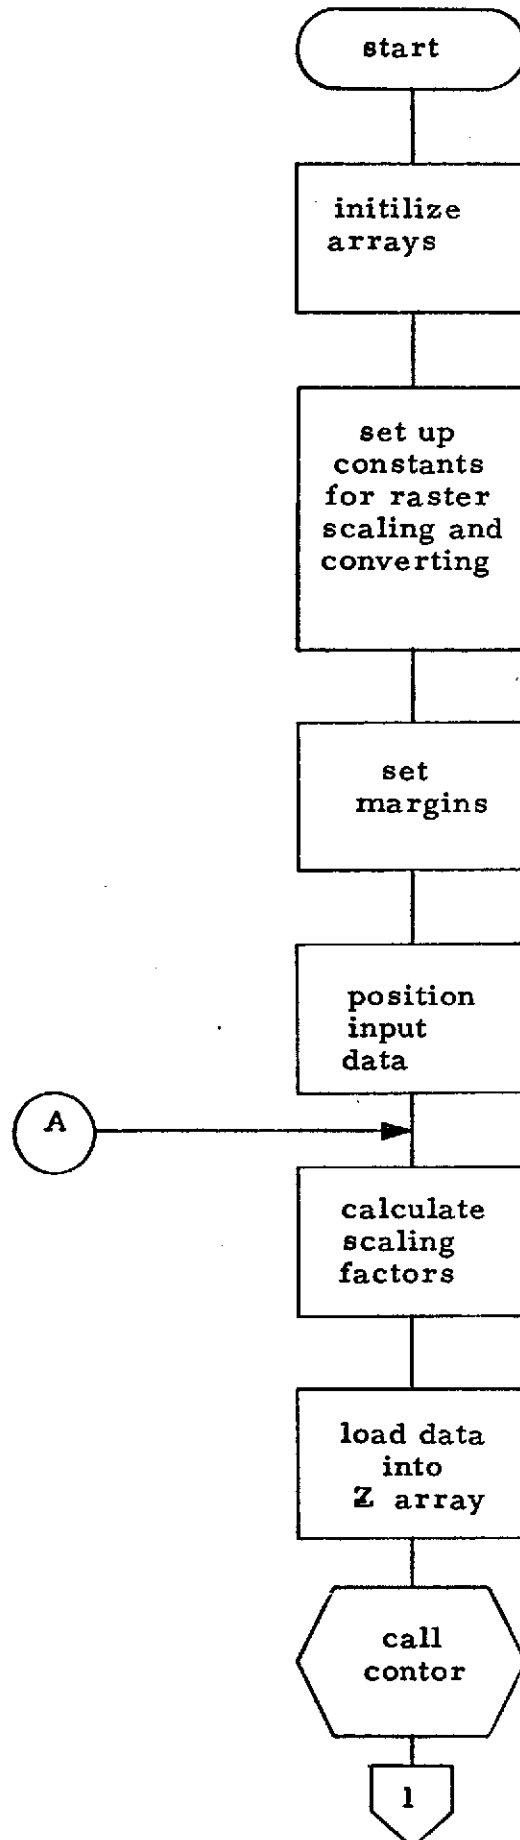 start
initilize
arrays
set up
constants
for raster
scaling and
converting
set
margins
position
input
data
A
calculate
scaling
factors
load data
into
Z array
call
contor
1